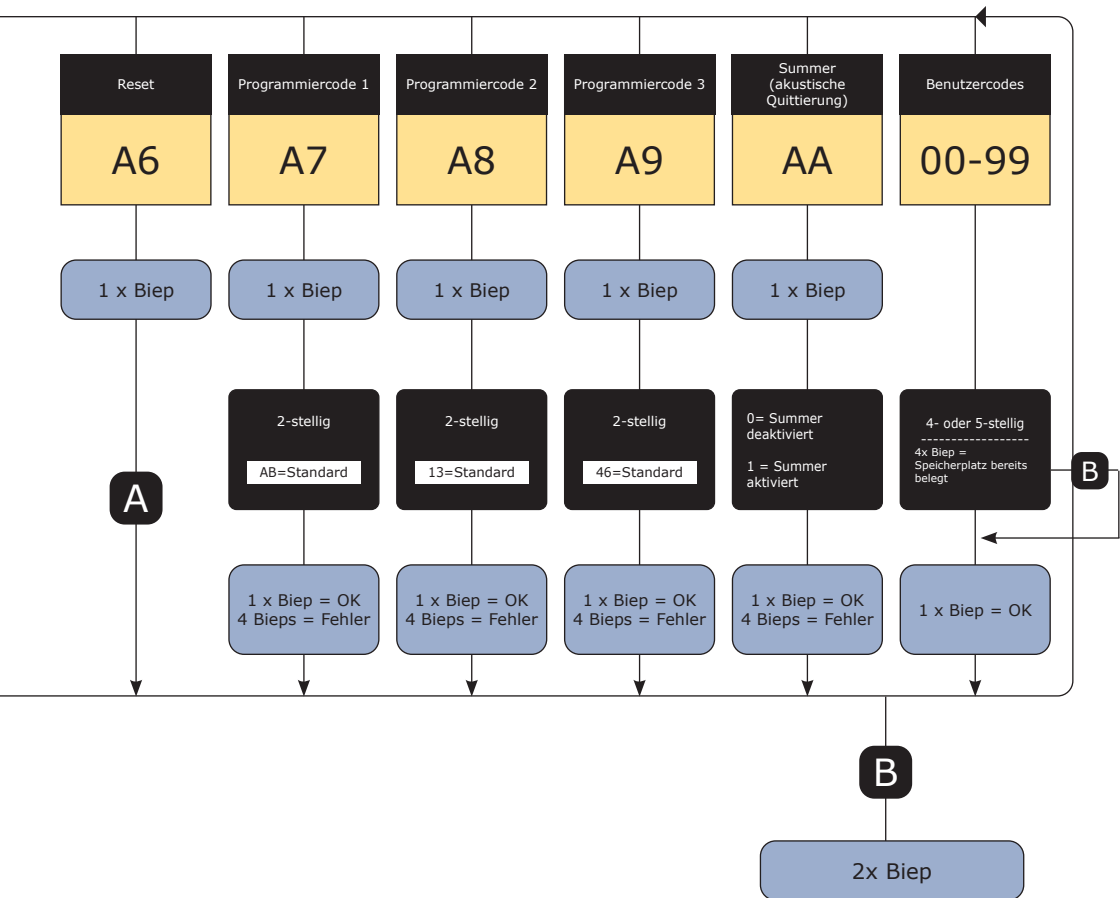 Reset
A6
1 x Biep
A
Programmiercode 1
A7
1 x Biep
2-stellig
AB=Standard
1 x Biep = OK
4 Bieps = Fehler
Programmiercode 2
A8
1 x Biep
2-stellig
13=Standard
1 x Biep = OK
4 Bieps = Fehler
Programmiercode 3
A9
1 x Biep
2-stellig
46=Standard
1 x Biep = OK
4 Bieps = Fehler
Summer
(akustische
Quittierung)
AA
1 x Biep
0= Summer
deaktiviert
1 = Summer
aktiviert
1 x Biep = OK
4 Bieps = Fehler
Benutzercodes
00-99
4- oder 5-stellig
------------------
4x Biep =
Speicherplatz bereits
belegt
B
1 x Biep = OK
B
2x Biep